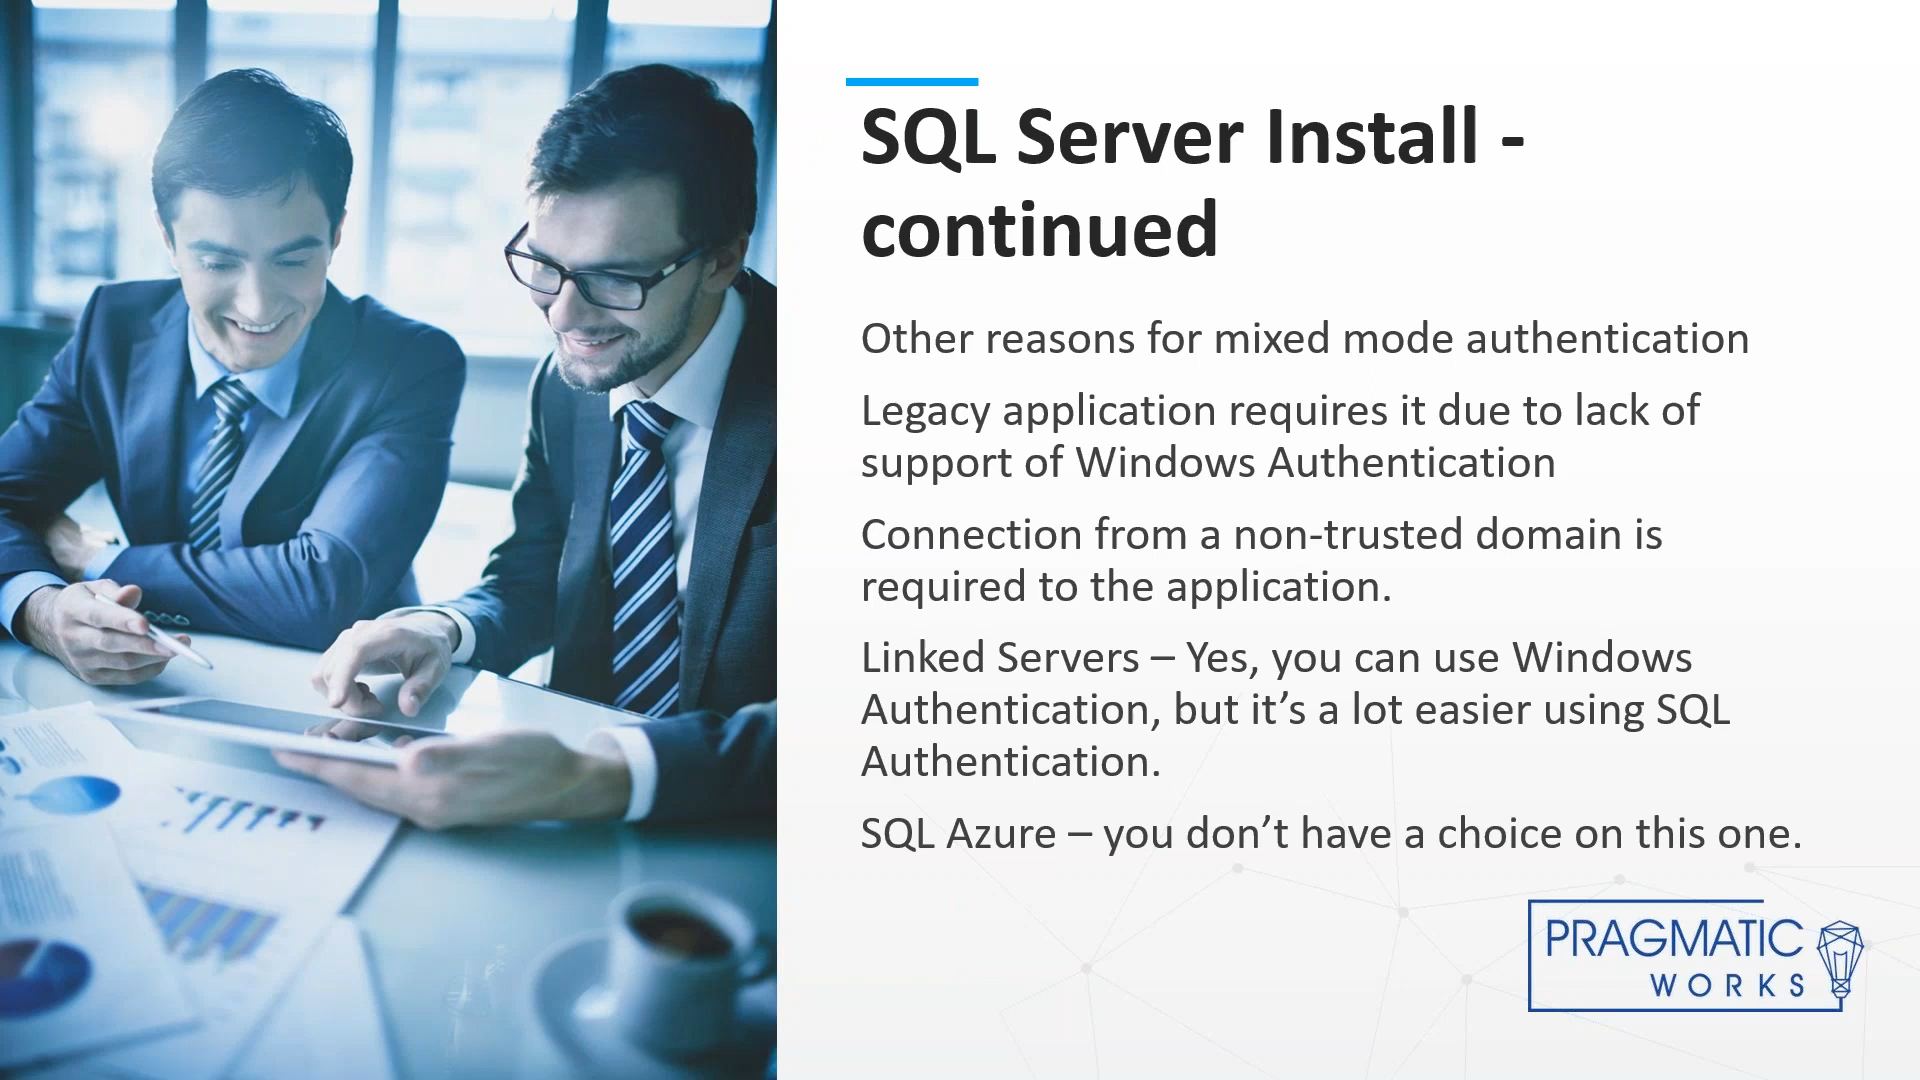 SQL Server Install -
continued
Other reasons for mixed mode authentication
Legacy application requires it due to lack of
support of Windows Authentication
Connection from a non-trusted domain is
required to the application.
Linked Servers – Yes, you can use Windows
Authentication, but it’s a lot easier using SQL
Authentication.
SQL Azure – you don’t have a choice on this one.
PRAGMATIC
WORKS